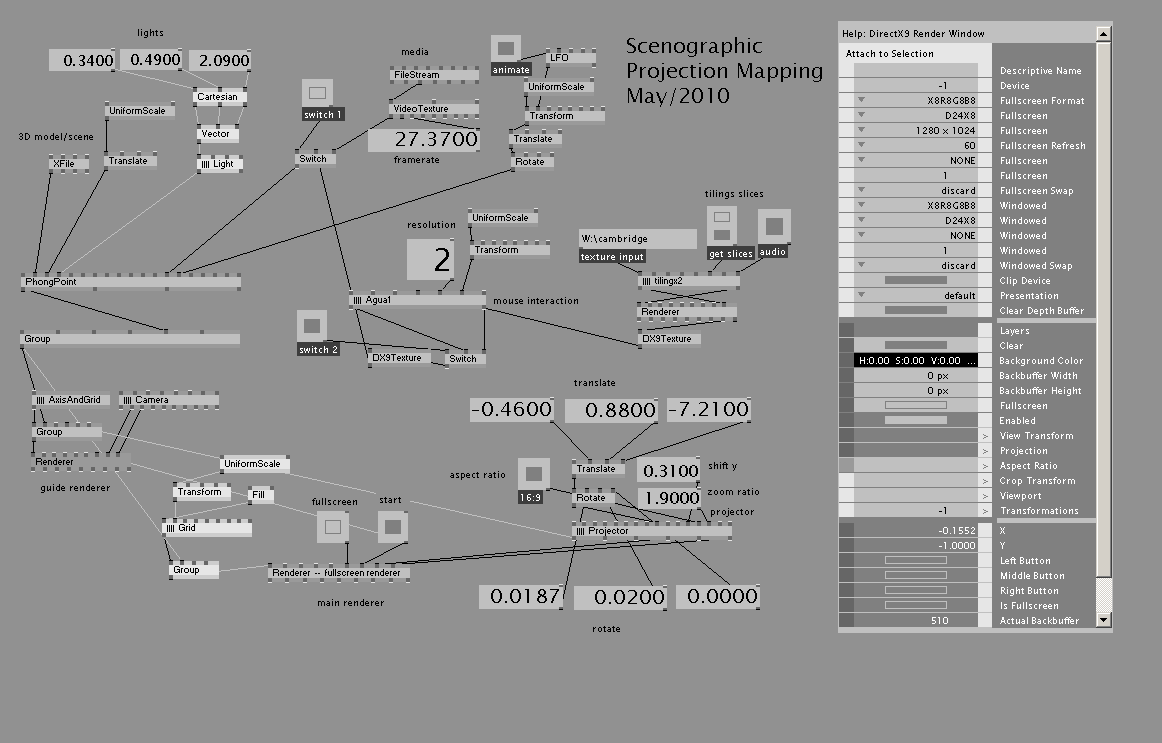 lights
0.3400 0.4900 2.0900
Cartesian
UniformScale
Vector
3D model/scene
XFile
Translate
Light
switch 1
media
FileStream
VideoTexture
27.3700
framerate
Switch
animate
LFO
UniformScale
Transform
Translate
Rotate
Scenographic
Projection Mapping
May/2010
PhongPoint
Group
resolution
2
UniformScale
Transform
Agua1
mouse interaction
switch 2
DX9Texture
Switch
tilings slices
W:\cambridge
texture input
get slices
audio
tilingx2
Renderer
DX9Texture
AxisAndGrid
Camera
Group
Renderer
guide renderer
UniformScale
Transform
Fill
Grid
Group
fullscreen
start
Renderer -- fullscreen renderer
main renderer
translate
-0.4600 0.8800 -7.2100
aspect ratio
16:9
Translate
0.3100
shift y
Rotate
1.9000
zoom ratio
projector
Projector
0.0187 0.0200 0.0000
rotate
Help: DirectX9 Render Window
Attach to Selection
Descriptive Name
-1 Device
X8R8G8B8 Fullscreen Format
D24X8 Fullscreen
1280 x 1024 Fullscreen
60 Fullscreen Refresh
NONE Fullscreen
1 Fullscreen
discard Fullscreen Swap
X8R8G8B8 Windowed
D24X8 Windowed
NONE Windowed
1 Windowed
discard Windowed Swap
Clip Device
default Presentation
Clear Depth Buffer
Layers
Clear
H:0.00 S:0.00 V:0.00 ... Background Color
0 px Backbuffer Width
0 px Backbuffer Height
Fullscreen
Enabled
> View Transform
> Projection
> Aspect Ratio
> Crop Transform
> Viewport
-1 > Transformations
-0.1552 X
-1.0000 Y
Left Button
Middle Button
Right Button
Is Fullscreen
510 Actual Backbuffer